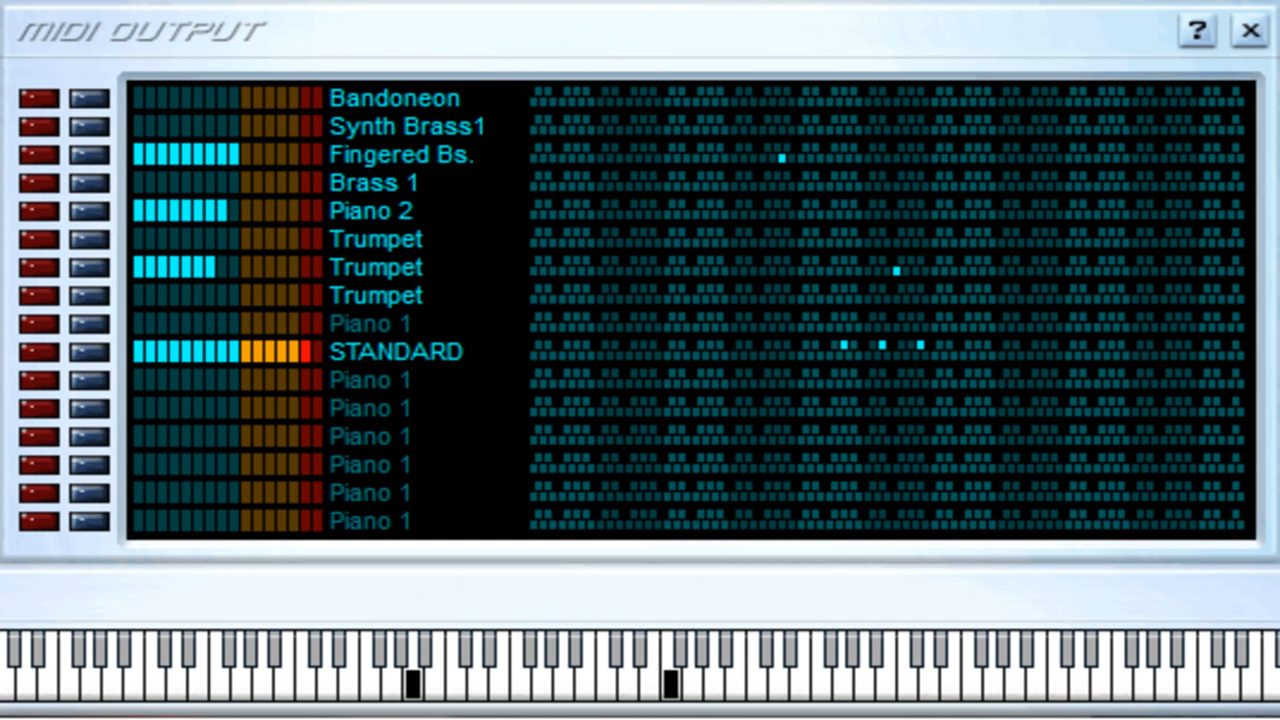 MIDI OUTPUT ? ×
Bandoneon
Synth Brass1
Fingered Bs.
Brass 1
Piano 2
Trumpet
Trumpet
Trumpet
Piano 1
STANDARD
Piano 1
Piano 1
Piano 1
Piano 1
Piano 1
Piano 1